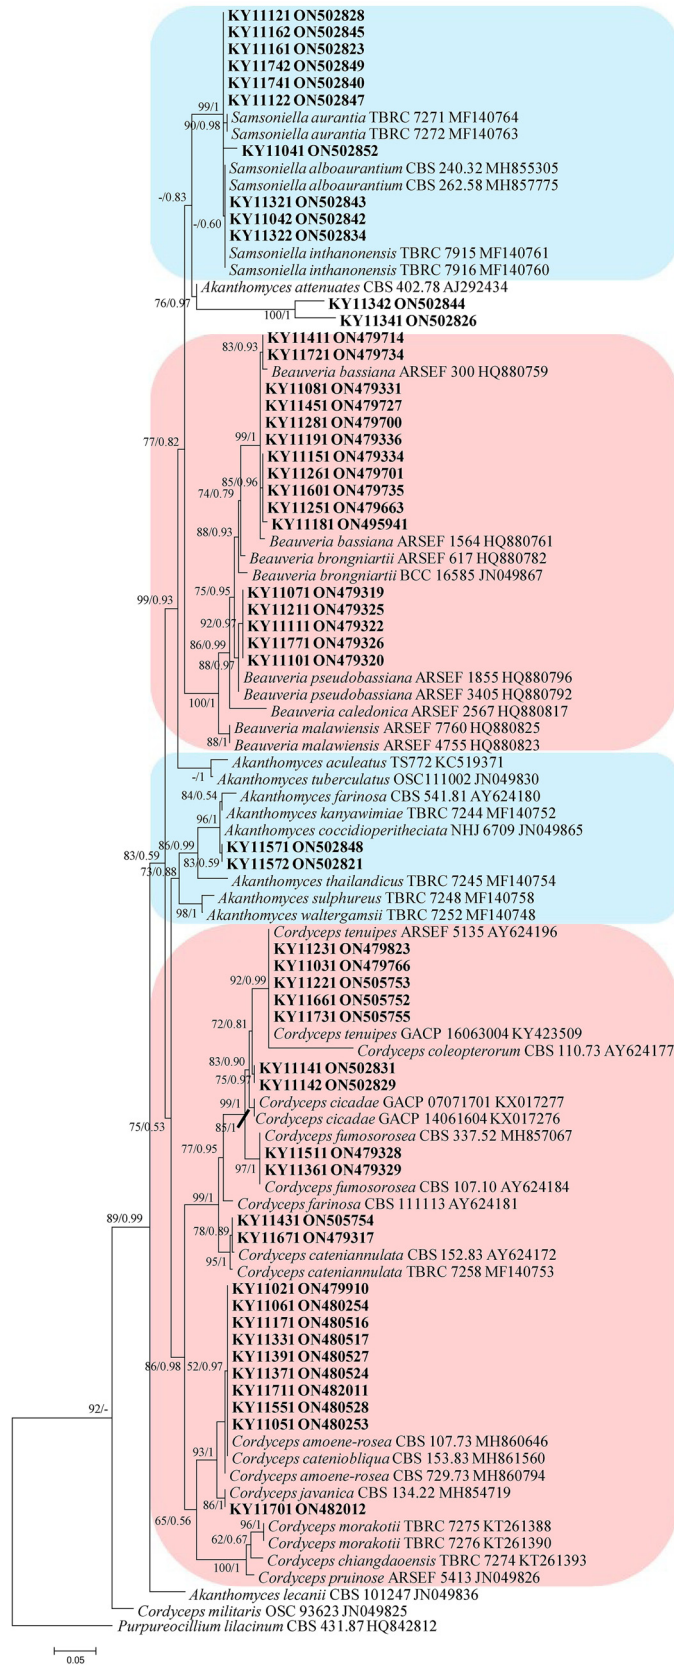 KY11121 ON502828
KY11162 ON502845
KY11161 ON502823
KY11742 ON502849
KY11741 ON502840
KY11122 ON502847
99/1
Samsoniella aurantia TBRC 7271 MF140764
90/0.98
Samsoniella aurantia TBRC 7272 MF140763
KY11041 ON502852
Samsoniella alboaurantium CBS 240.32 MH855305
Samsoniella alboaurantium CBS 262.58 MH857775
-/0.83
KY11321 ON502843
KY11042 ON502842
-/0.60
KY11322 ON502834
Samsoniella inthanonensis TBRC 7915 MF140761
Samsoniella inthanonensis TBRC 7916 MF140760
Akanthomyces attenuates CBS 402.78 AJ292434
76/0.97
KY11342 ON502844
100/1
KY11341 ON502826
KY11411 ON479714
83/0.93
KY11721 ON479734
Beauveria bassiana ARSEF 300 HQ880759
KY11081 ON479331
KY11451 ON479727
KY11281 ON479700
99/1
KY11191 ON479336
77/0.82
KY11151 ON479334
KY11261 ON479701
85/0.96
KY11601 ON479735
74/0.79
KY11251 ON479663
KY11181 ON495941
88/0.93
Beauveria bassiana ARSEF 1564 HQ880761
Beauveria brongniartii ARSEF 617 HQ880782
Beauveria brongniartii BCC 16585 JN049867
75/0.95
KY11071 ON479319
99/0.93
KY11211 ON479325
92/0.97
KY11111 ON479322
86/0.99
KY11771 ON479326
88/0.97
KY11101 ON479320
Beauveria pseudobassiana ARSEF 1855 HQ880796
Beauveria pseudobassiana ARSEF 3405 HQ880792
100/1
Beauveria caledonica ARSEF 2567 HQ880817
Beauveria malawiensis ARSEF 7760 HQ880825
88/1
Beauveria malawiensis ARSEF 4755 HQ880823
Akanthomyces aculeatus TS772 KC519371
-/1
Akanthomyces tuberculatus OSC111002 JN049830
84/0.54
Akanthomyces farinosa CBS 541.81 AY624180
Akanthomyces kanyawimiae TBRC 7244 MF140752
96/1
Akanthomyces coccidioperitheciata NHJ 6709 JN049865
86/0.99
KY11571 ON502848
83/0.59
83/0.59
KY11572 ON502821
73/0.88
Akanthomyces thailandicus TBRC 7245 MF140754
Akanthomyces sulphureus TBRC 7248 MF140758
98/1
Akanthomyces waltergamsii TBRC 7252 MF140748
Cordyceps tenuipes ARSEF 5135 AY624196
KY11231 ON479823
KY11031 ON479766
92/0.99
KY11221 ON505753
KY11661 ON505752
KY11731 ON505755
72/0.81
Cordyceps tenuipes GACP 16063004 KY423509
Cordyceps coleopterorum CBS 110.73 AY624177
83/0.90
KY11141 ON502831
75/0.97
KY11142 ON502829
99/1
Cordyceps cicadae GACP 07071701 KX017277
Cordyceps cicadae GACP 14061604 KX017276
85/1
75/0.53
Cordyceps fumosorosea CBS 337.52 MH857067
77/0.95
KY11511 ON479328
97/1
KY11361 ON479329
Cordyceps fumosorosea CBS 107.10 AY624184
99/1
Cordyceps farinosa CBS 111113 AY624181
89/0.99
KY11431 ON505754
78/0.89
KY11671 ON479317
Cordyceps cateniannulata CBS 152.83 AY624172
95/1
Cordyceps cateniannulata TBRC 7258 MF140753
KY11021 ON479910
KY11061 ON480254
KY11171 ON480516
KY11331 ON480517
KY11391 ON480527
86/0.98
52/0.97
KY11371 ON480524
KY11711 ON482011
KY11551 ON480528
92/-
KY11051 ON480253
Cordyceps amoene-rosea CBS 107.73 MH860646
93/1
Cordyceps cateniobliqua CBS 153.83 MH861560
Cordyceps amoene-rosea CBS 729.73 MH860794
Cordyceps javanica CBS 134.22 MH854719
86/1
KY11701 ON482012
65/0.56
96/1
Cordyceps morakotii TBRC 7275 KT261388
62/0.67
Cordyceps morakotii TBRC 7276 KT261390
Cordyceps chiangdaoensis TBRC 7274 KT261393
100/1
Cordyceps pruinose ARSEF 5413 JN049826
Akanthomyces lecanii CBS 101247 JN049836
Cordyceps militaris OSC 93623 JN049825
Purpureocillium lilacinum CBS 431.87 HQ842812
0.05